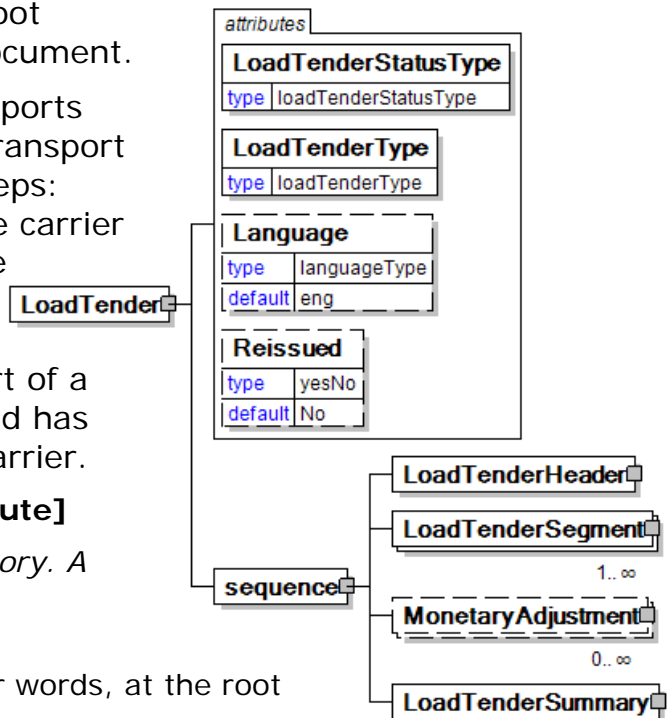 oot
ocument.
ports
ransport
eps:
e carrier
e
rt of a
d has
arrier.
ute]
ory. A
r words, at the root
LoadTender
attributes
LoadTenderStatusType
type loadTenderStatusType
LoadTenderType
type loadTenderType
Language
type languageType
default eng
Reissued
type yesNo
default No
sequence
LoadTenderHeader
LoadTenderSegment
1.. ∞
MonetaryAdjustment
0.. ∞
LoadTenderSummary